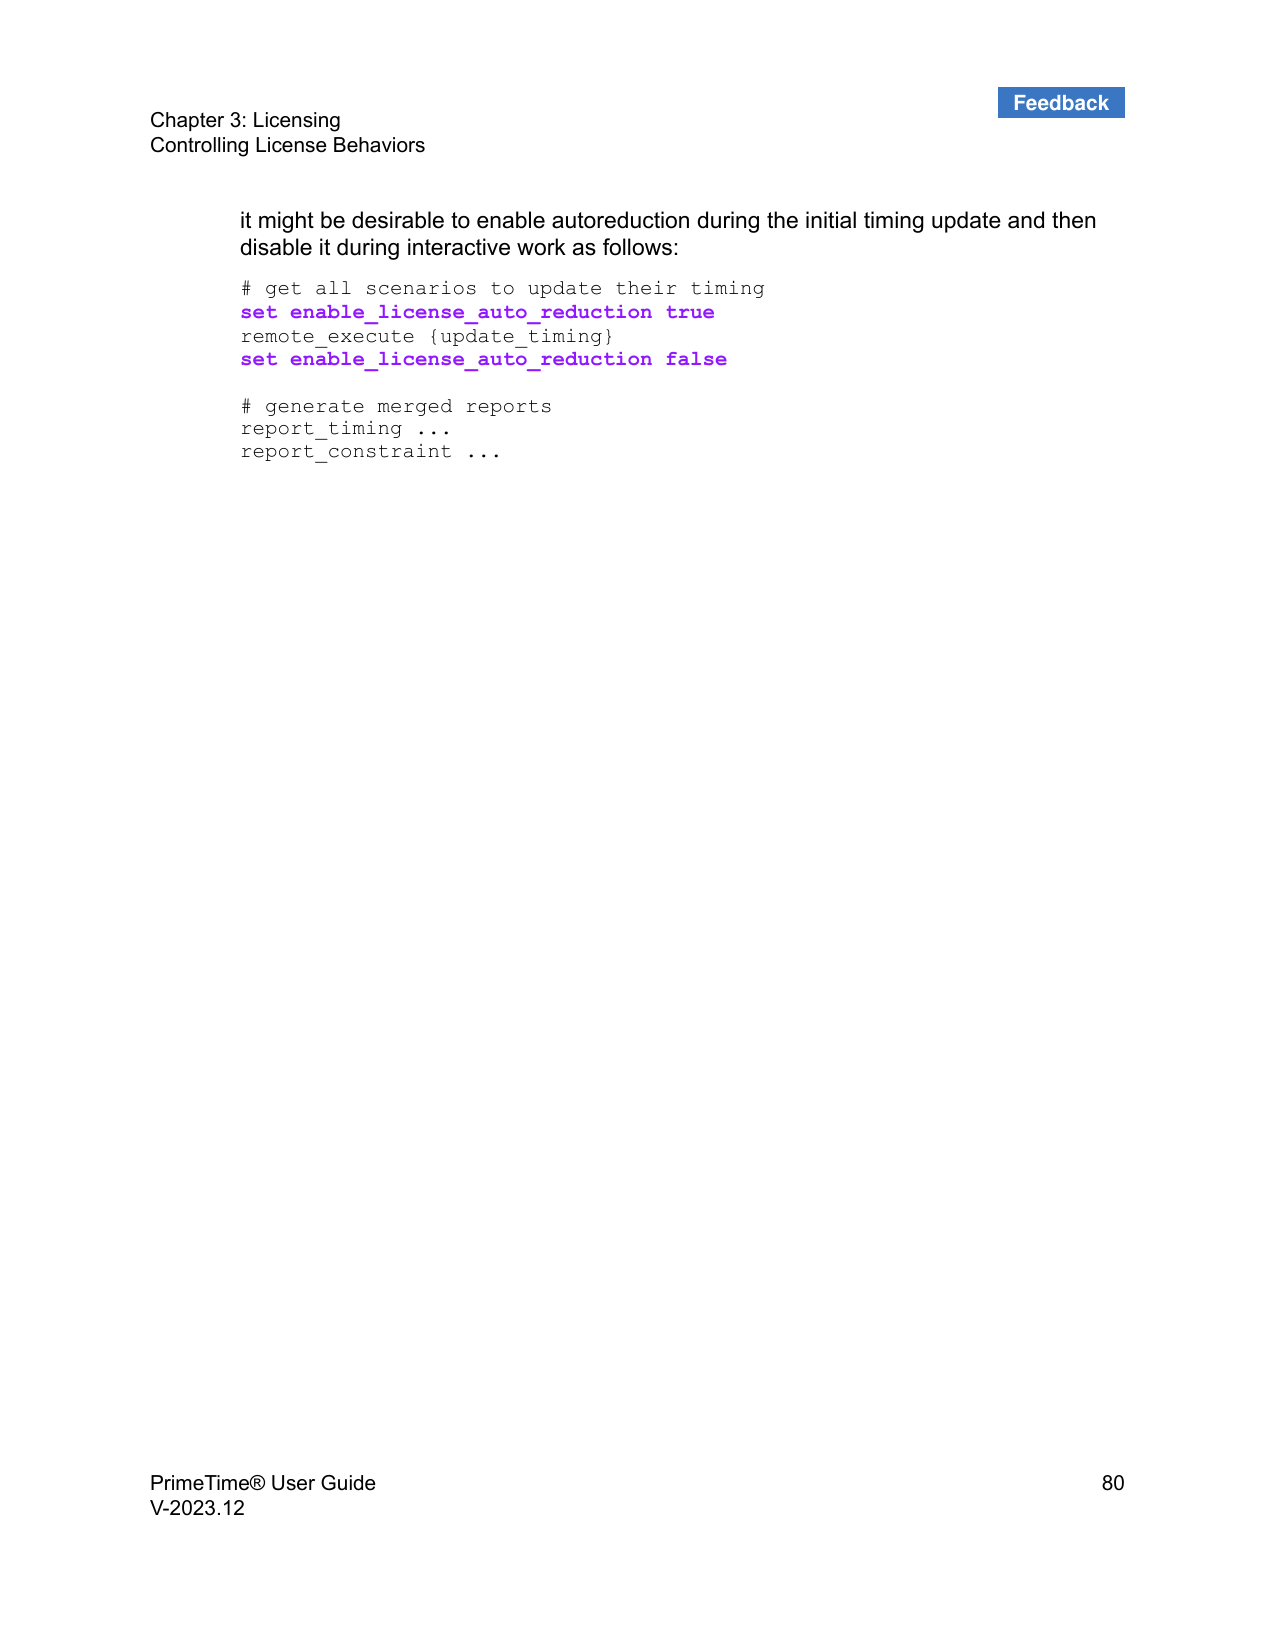 Feedback
Chapter 3: Licensing
Controlling License Behaviors
it might be desirable to enable autoreduction during the initial timing update and then
disable it during interactive work as follows:
# get all scenarios to update their timing
set enable_license_auto_reduction true
remote_execute {update_timing}
set enable_license_auto_reduction false
# generate merged reports
report_timing ...
report_constraint ...
PrimeTime® User Guide
80
V-2023.12